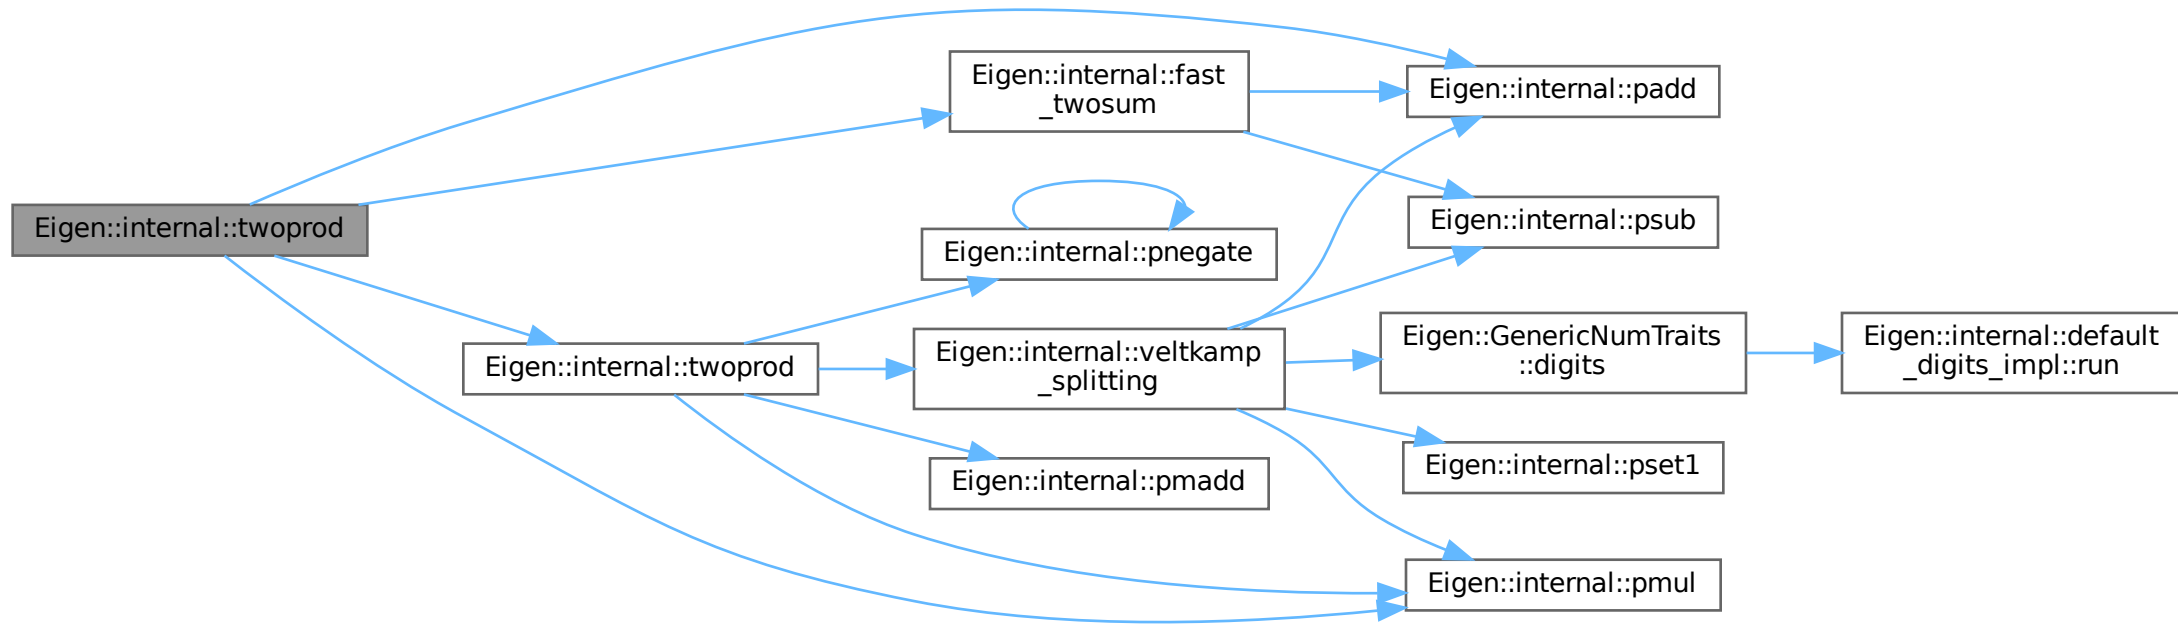 Eigen::internal::twoprod
Eigen::internal::fast
_twosum
Eigen::internal::padd
Eigen::internal::psub
Eigen::internal::pnegate
Eigen::internal::twoprod
Eigen::internal::veltkamp
_splitting
Eigen::GenericNumTraits
::digits
Eigen::internal::default
_digits_impl::run
Eigen::internal::pset1
Eigen::internal::pmadd
Eigen::internal::pmul